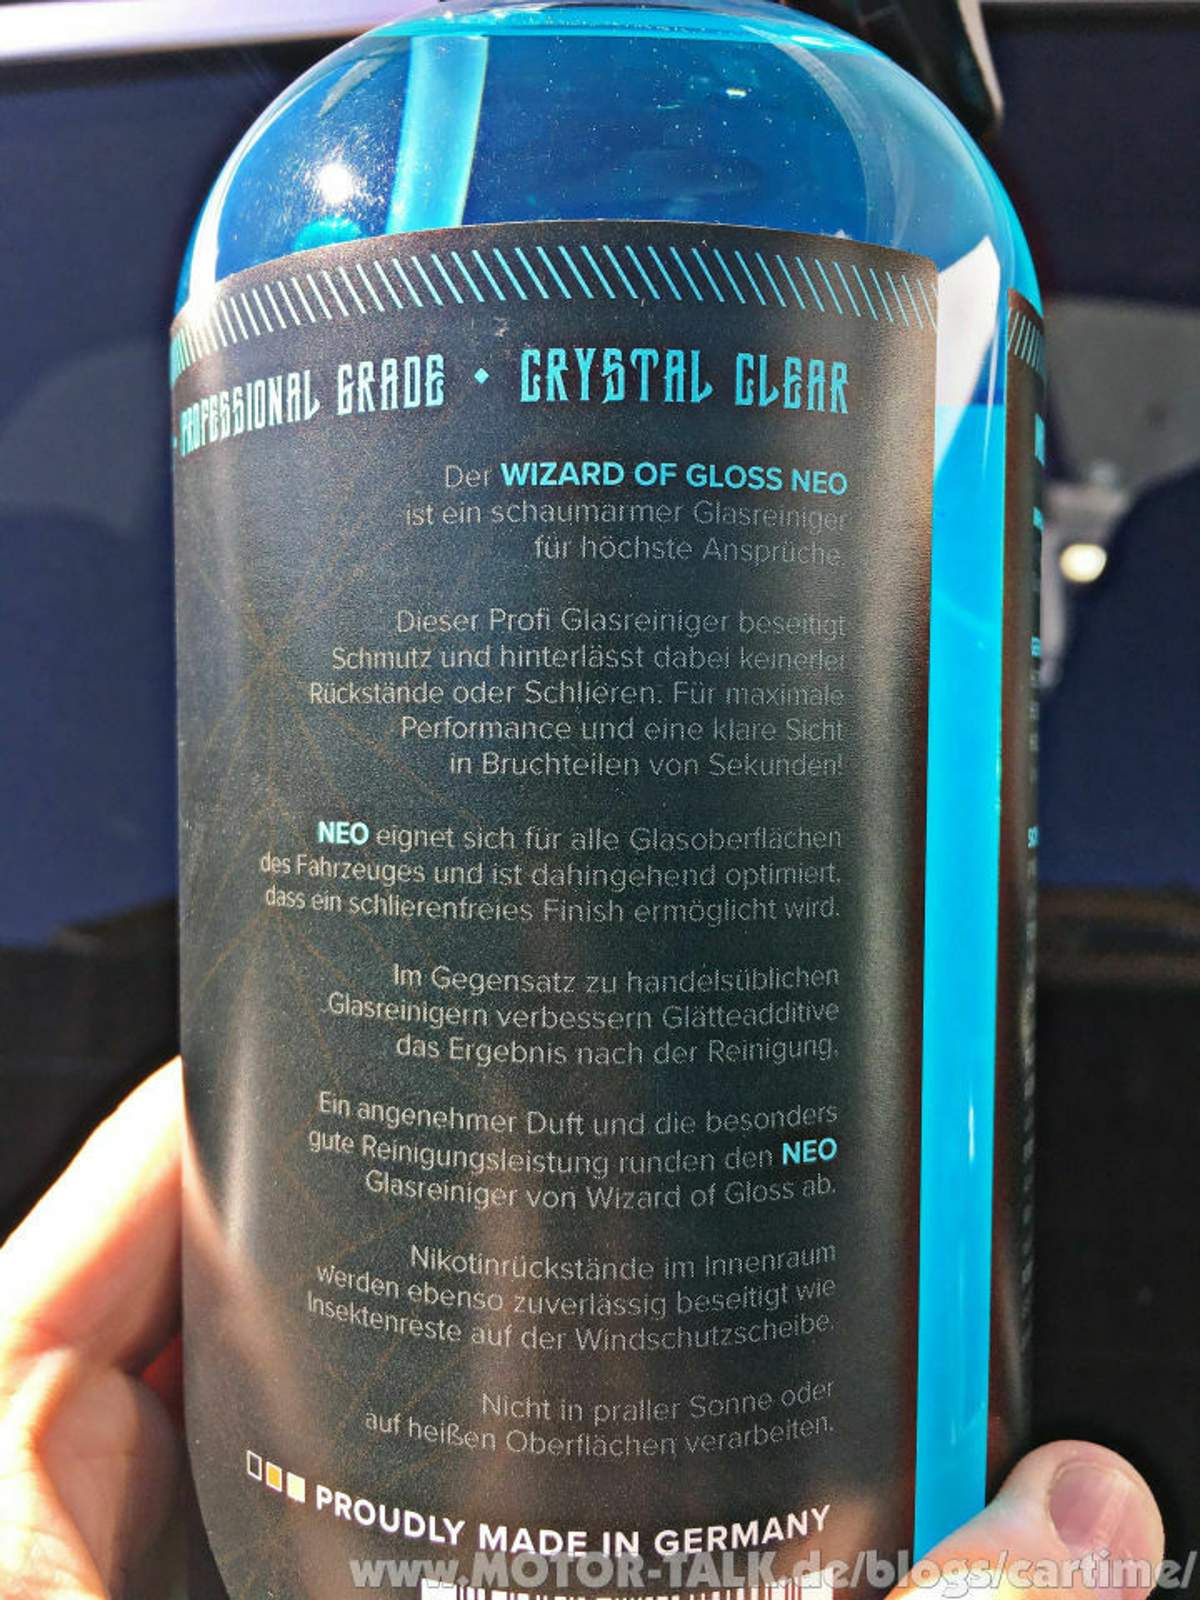 PROFESSIONAL GRADE • CRYSTAL CLEAR
Der WIZARD OF GLOSS NEO
ist ein schaumarmer Glasreiniger
für höchste Ansprüche.
Dieser Profi Glasreiniger beseitigt
Schmutz und hinterlässt dabei keinerlei
Rückstände oder Schlieren. Für maximale
Performance und eine klare Sicht
in Bruchteilen von Sekunden!
NEO eignet sich für alle Glasoberflächen
des Fahrzeuges und ist dahingehend optimiert,
dass ein schlierenfreies Finish ermöglicht wird.
Im Gegensatz zu handelsüblichen
Glasreinigern verbessern Glätteadditive
das Ergebnis nach der Reinigung.
Ein angenehmer Duft und die besonders
gute Reinigungsleistung runden den NEO
Glasreiniger von Wizard of Gloss ab.
Nikotinrückstände im Innenraum
werden ebenso zuverlässig beseitigt wie
Insektenreste auf der Windschutzscheibe.
Nicht in praller Sonne oder
auf heißen Oberflächen verarbeiten.
PROUDLY MADE IN GERMANY
www.MOTOR-TALK.de/blogs/cartime/